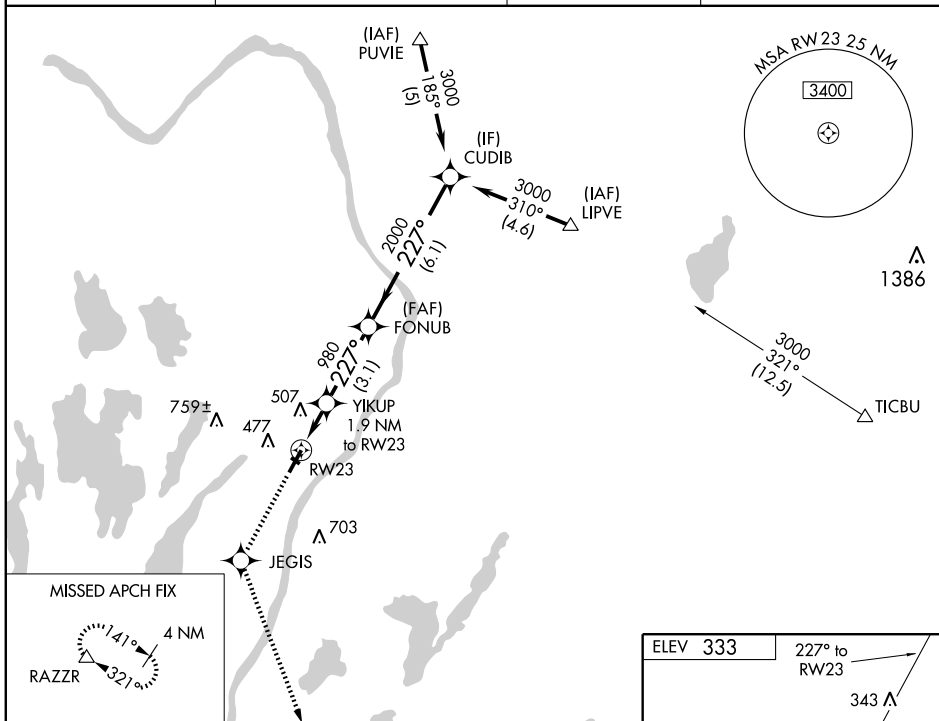 (IAF)
PUVIE
3000
185°
(5)
(IF)
CUDIB
3000
310°
(4.6)
(IAF)
LIPVE
MSA RW 23 25 NM
3400
1386
2000
227°
(6.1)
(FAF)
FONUB
980
227°
(3.1)
3000
321°
(12.5)
TICBU
507
YIKUP
1.9 NM
to RW23
759±
477
RW23
703
JEGIS
MISSED APCH FIX
141°
4 NM
RAZZR
321°
ELEV 333
227° to
RW23
343